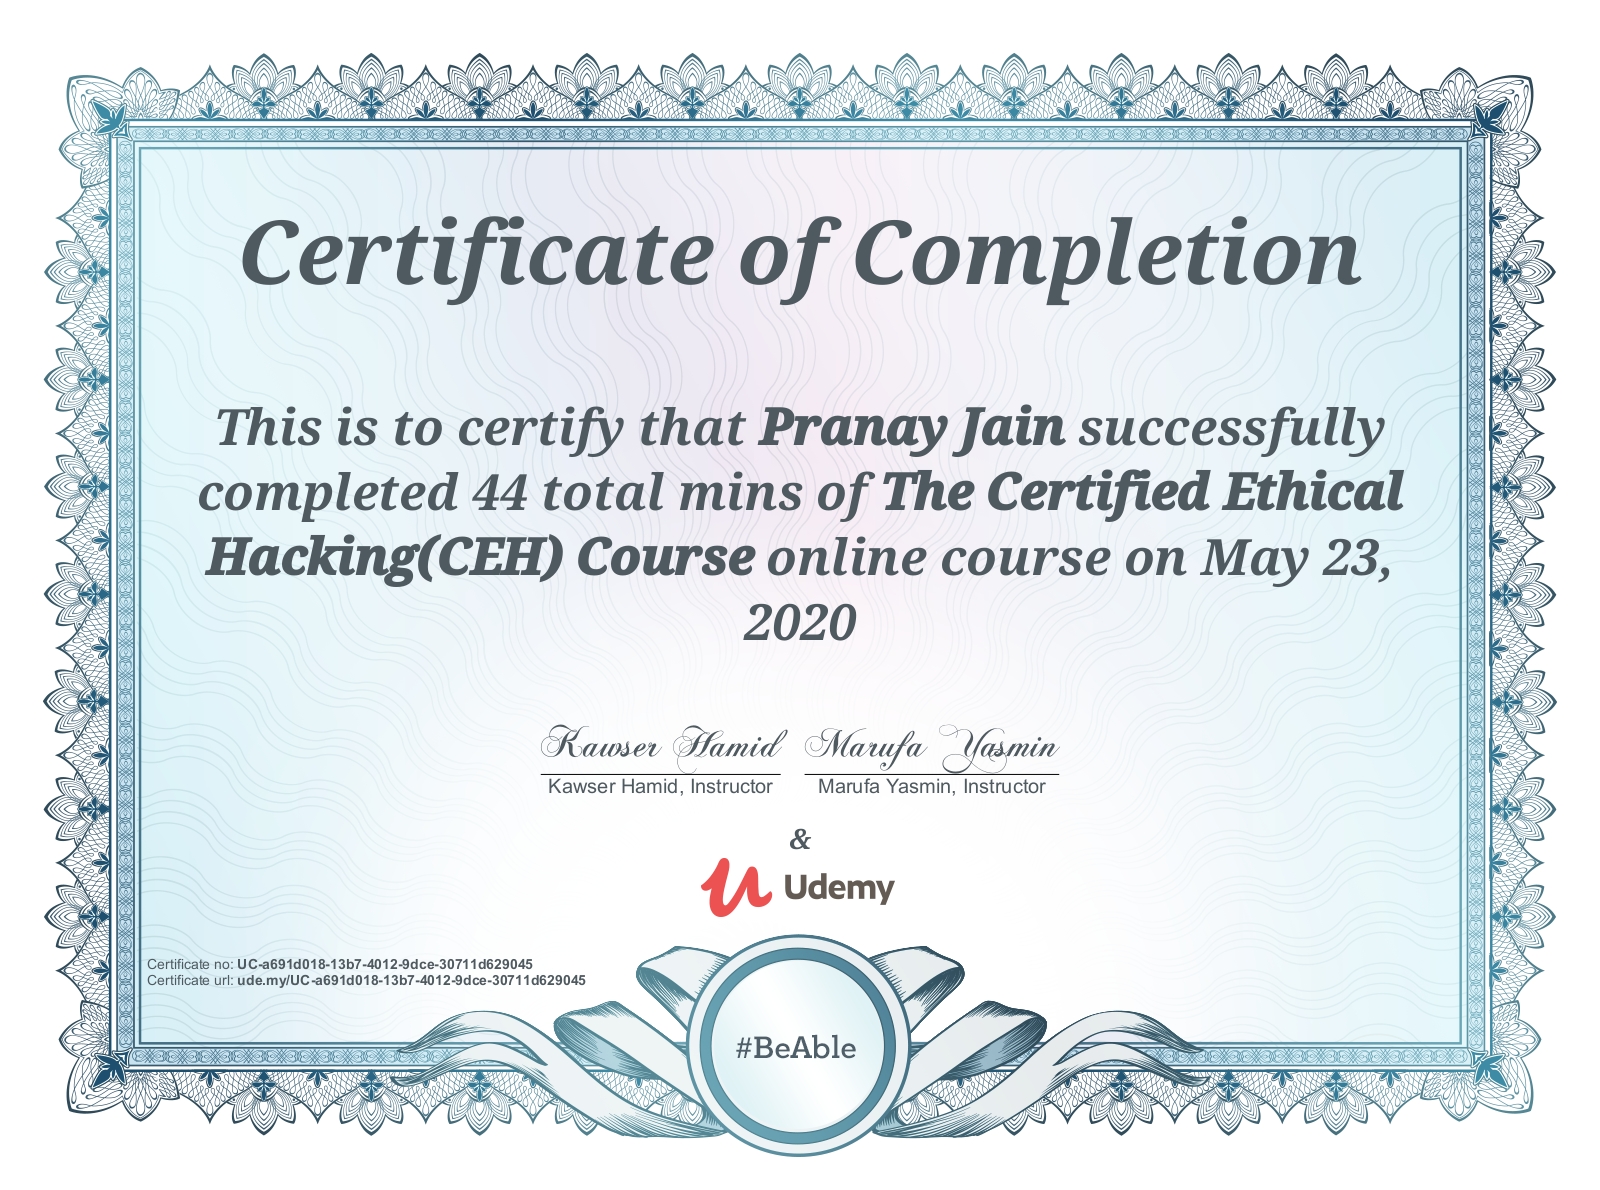 Certificate of Completion
This is to certify that Pranay Jain successfully
completed 44 total mins of The Certified Ethical
Hacking(CEH) Course online course on May 23,
2020
Kawser Hamid Marufa Yasmin
Kawser Hamid, Instructor Marufa Yasmin, Instructor
&
Udemy
Certificate no: UC-a691d018-13b7-4012-9dce-30711d629045
Certificate url: ude.my/UC-a691d018-13b7-4012-9dce-30711d629045
#BeAble